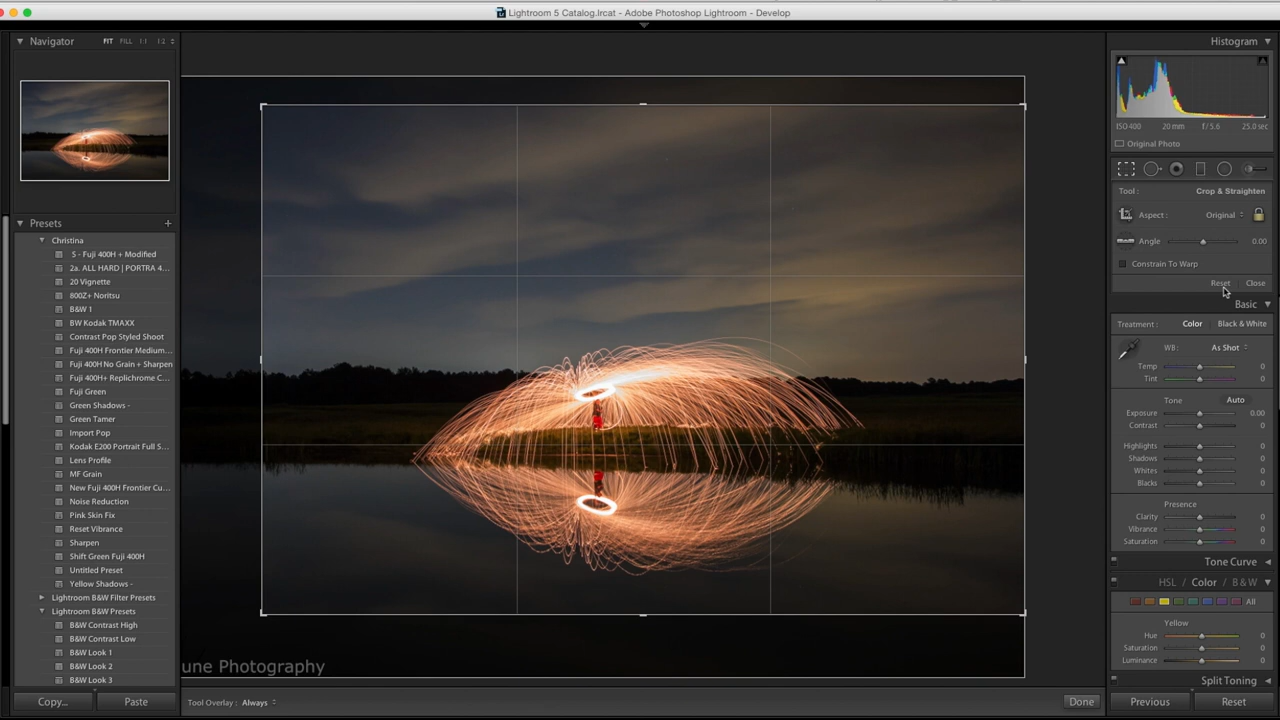 Lightroom 5 Catalog.lrcat - Adobe Photoshop Lightroom - Develop
Navigator FIT FILL 1:1 1:2
Presets +
Christina
5 - Fuji 400H + Modified
2a. ALL HARD | PORTRA 4...
20 Vignette
800Z+ Noritsu
B&W 1
BW Kodak TMAXX
Contrast Pop Styled Shoot
Fuji 400H Frontier Medium...
Fuji 400H No Grain + Sharpen
Fuji 400H+ Replichrome C...
Fuji Green
Green Shadows -
Green Tamer
Import Pop
Kodak E200 Portrait Full S...
Lens Profile
MF Grain
New Fuji 400H Frontier Cu...
Noise Reduction
Pink Skin Fix
Reset Vibrance
Sharpen
Shift Green Fuji 400H
Untitled Preset
Yellow Shadows -
Lightroom B&W Filter Presets
Lightroom B&W Presets
B&W Contrast High
B&W Contrast Low
B&W Look 1
B&W Look 2
B&W Look 3
Copy... Paste
une Photography
Tool Overlay : Always Done
Histogram
ISO 400 20 mm f / 5.6 25.0 sec
Original Photo
Tool : Crop & Straighten
Aspect : Original
Angle 0.00
Constrain To Warp
Reset Close
Basic
Treatment : Color Black & White
WB : As Shot
Temp 0
Tint 0
Tone Auto
Exposure 0.00
Contrast 0
Highlights 0
Shadows 0
Whites 0
Blacks 0
Presence
Clarity 0
Vibrance 0
Saturation 0
Tone Curve
HSL / Color / B & W
All
Yellow
Hue 0
Saturation 0
Luminance 0
Split Toning
Previous Reset